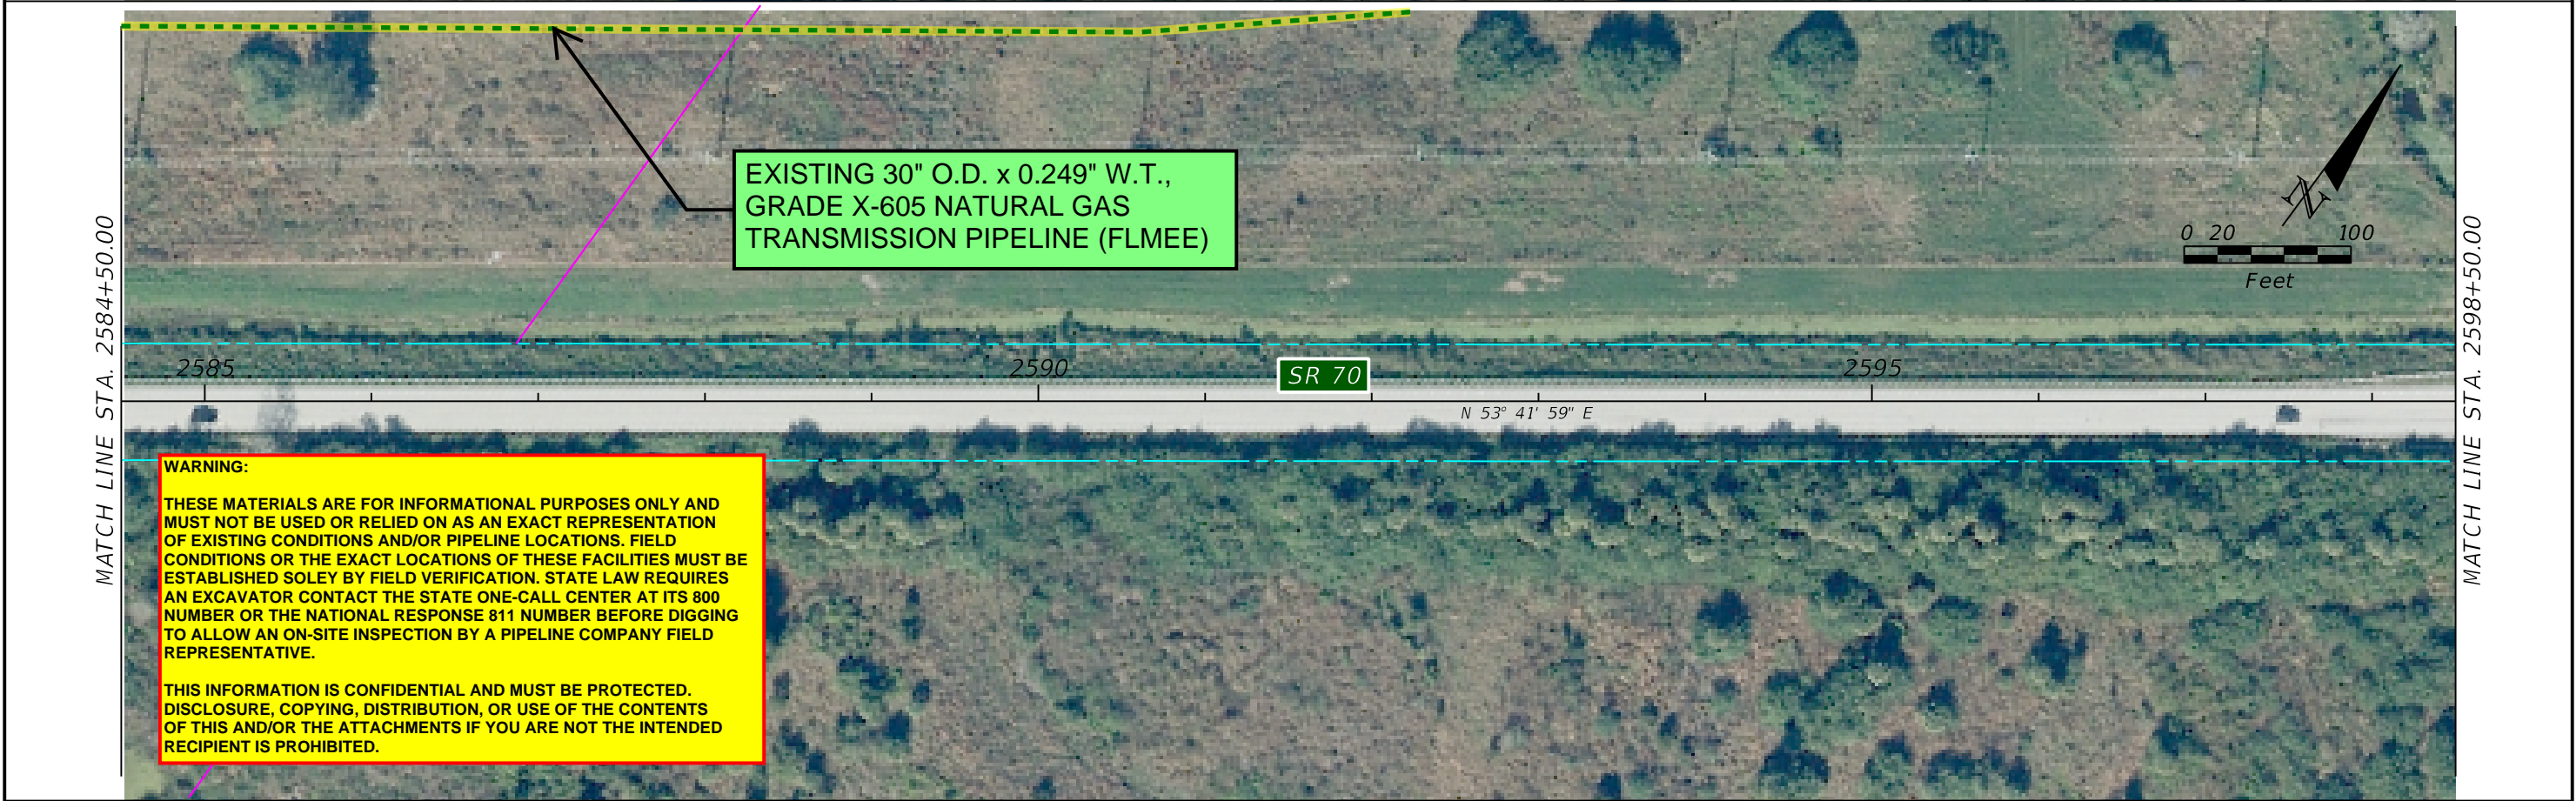 EXISTING 30" O.D. x 0.249" W.T.,
GRADE X-605 NATURAL GAS
TRANSMISSION PIPELINE (FLMEE)
N
0 20 100
Feet
MATCH LINE STA. 2584+50.00
MATCH LINE STA. 2598+50.00
2585 2590 2595
SR 70
N 53° 41' 59" E
WARNING:
THESE MATERIALS ARE FOR INFORMATIONAL PURPOSES ONLY AND
MUST NOT BE USED OR RELIED ON AS AN EXACT REPRESENTATION
OF EXISTING CONDITIONS AND/OR PIPELINE LOCATIONS. FIELD
CONDITIONS OR THE EXACT LOCATIONS OF THESE FACILITIES MUST BE
ESTABLISHED SOLEY BY FIELD VERIFICATION. STATE LAW REQUIRES
AN EXCAVATOR CONTACT THE STATE ONE-CALL CENTER AT ITS 800
NUMBER OR THE NATIONAL RESPONSE 811 NUMBER BEFORE DIGGING
TO ALLOW AN ON-SITE INSPECTION BY A PIPELINE COMPANY FIELD
REPRESENTATIVE.
THIS INFORMATION IS CONFIDENTIAL AND MUST BE PROTECTED.
DISCLOSURE, COPYING, DISTRIBUTION, OR USE OF THE CONTENTS
OF THIS AND/OR THE ATTACHMENTS IF YOU ARE NOT THE INTENDED
RECIPIENT IS PROHIBITED.